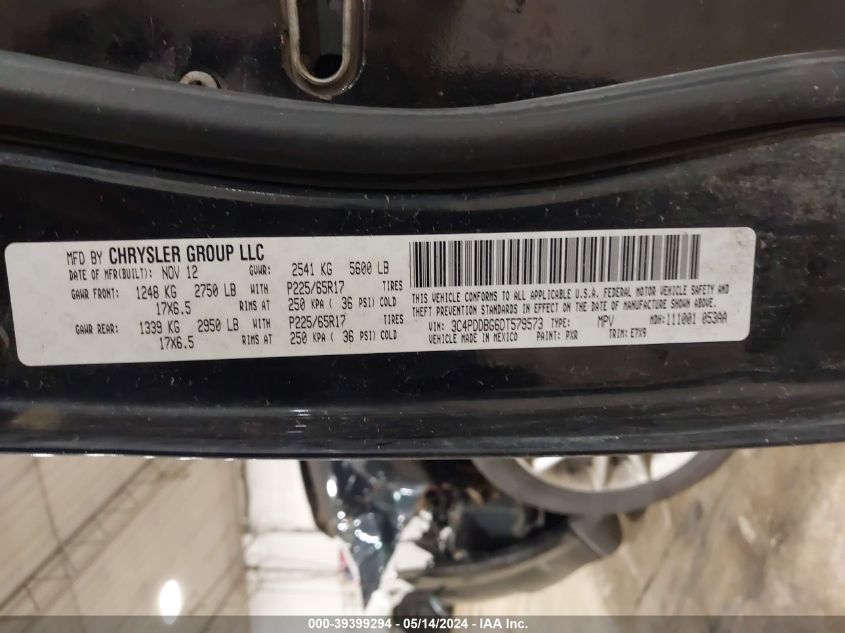 MFD BY CHRYSLER GROUP LLC
DATE OF MFR(BUILT): NOV 12 GVWR: 2541 KG 5600 LB
GAWR FRONT: 1248 KG 2750 LB WITH P225/65R17 TIRES
17X6.5 RIMS AT 250 KPA ( 36 PSI) COLD
GAWR REAR: 1339 KG 2950 LB WITH P225/65R17 TIRES
17X6.5 RIMS AT 250 KPA ( 36 PSI) COLD
THIS VEHICLE CONFORMS TO ALL APPLICABLE U.S.A. FEDERAL MOTOR VEHICLE SAFETY AND
THEFT PREVENTION STANDARDS IN EFFECT ON THE DATE OF MANUFACTURE SHOWN ABOVE.
VIN: 3C4PDDBG6DT579573 TYPE: MPV MDH: 111001 053AA
VEHICLE MADE IN MEXICO PAINT: PXR TRIM: E7X9
000-39399294 - 05/14/2024 - IAA Inc.